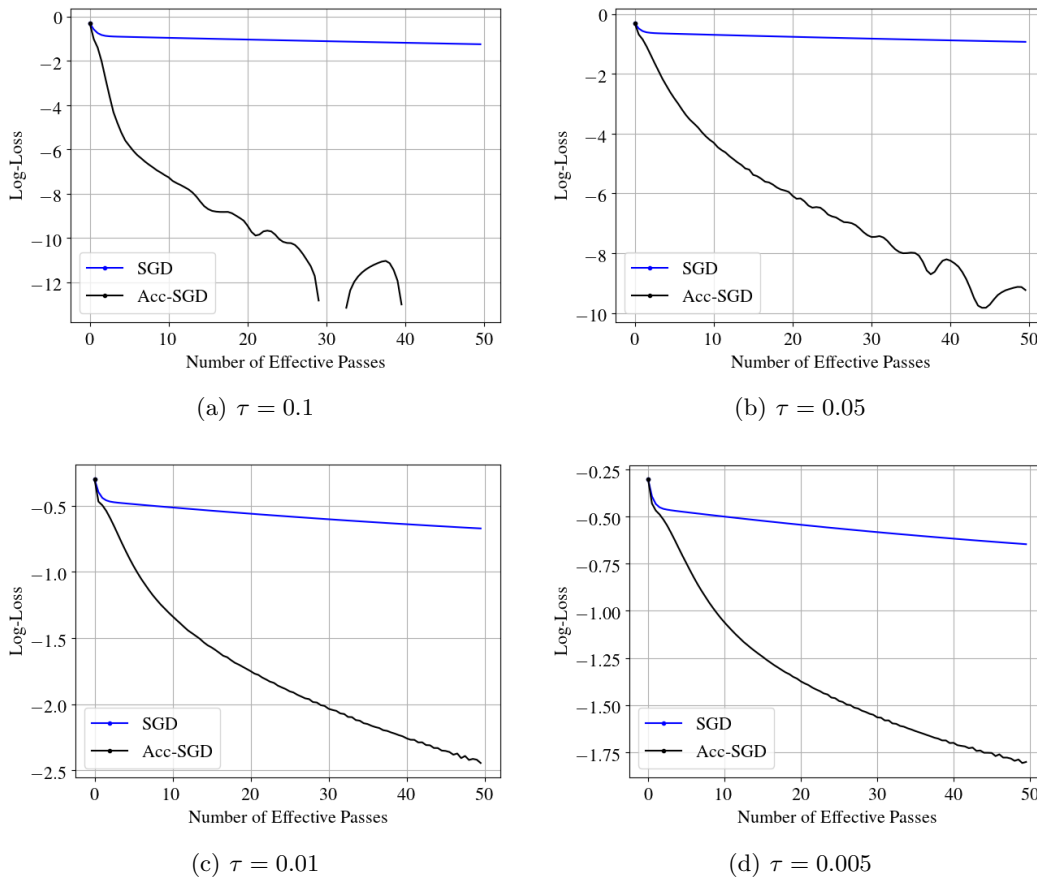 0
−2
−4
−6
−8
−10
−12
Log-Loss
SGD
Acc-SGD
0 10 20 30 40 50
Number of Effective Passes
(a) τ = 0.1
0
−2
−4
−6
−8
−10
Log-Loss
SGD
Acc-SGD
0 10 20 30 40 50
Number of Effective Passes
(b) τ = 0.05
−0.5
−1.0
−1.5
−2.0
−2.5
Log-Loss
SGD
Acc-SGD
0 10 20 30 40 50
Number of Effective Passes
(c) τ = 0.01
−0.25
−0.50
−0.75
−1.00
−1.25
−1.50
−1.75
Log-Loss
SGD
Acc-SGD
0 10 20 30 40 50
Number of Effective Passes
(d) τ = 0.005